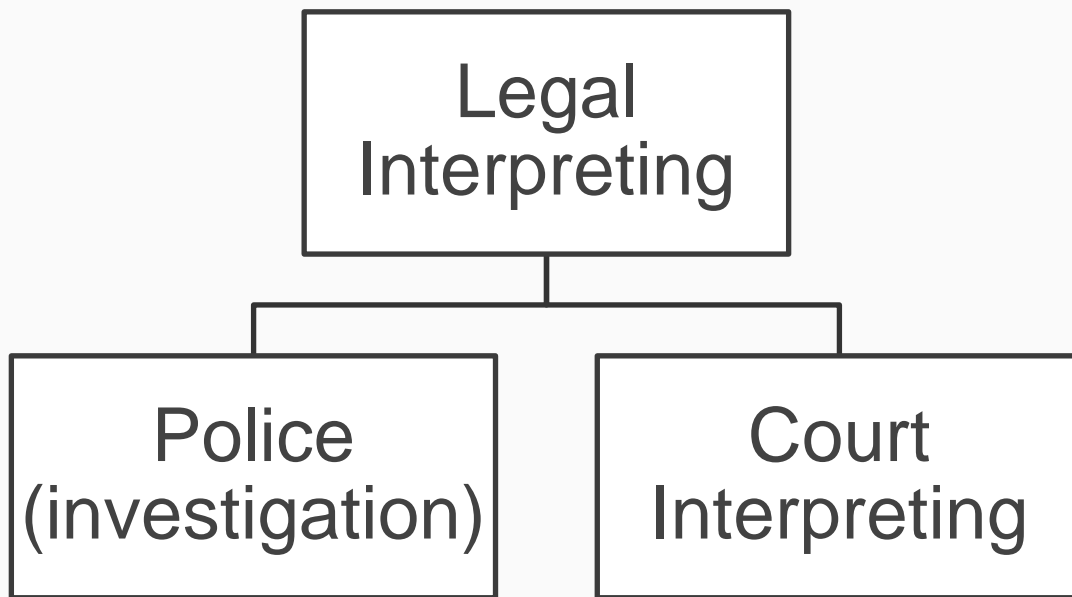 Legal
Interpreting
Police
(investigation)
Court
Interpreting